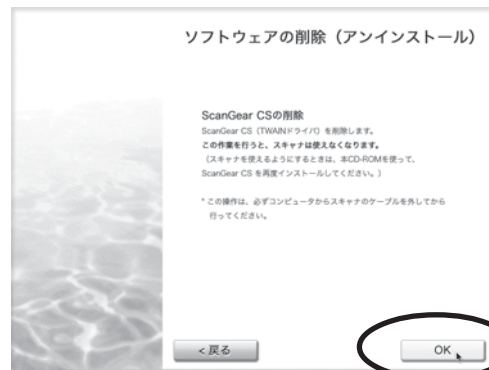 ソフトウェアの削除（アンインストール）
ScanGear CSの削除
ScanGear CS（TWAINドライバ）を削除します。
この作業を行うと、スキャナは使えなくなります。
（スキャナを使えるようにするときは、本CD-ROMを使って、
ScanGear CS を再度インストールしてください。）
* この操作は、必ずコンピュータからスキャナのケーブルを外してから
行ってください。
<戻る
OK